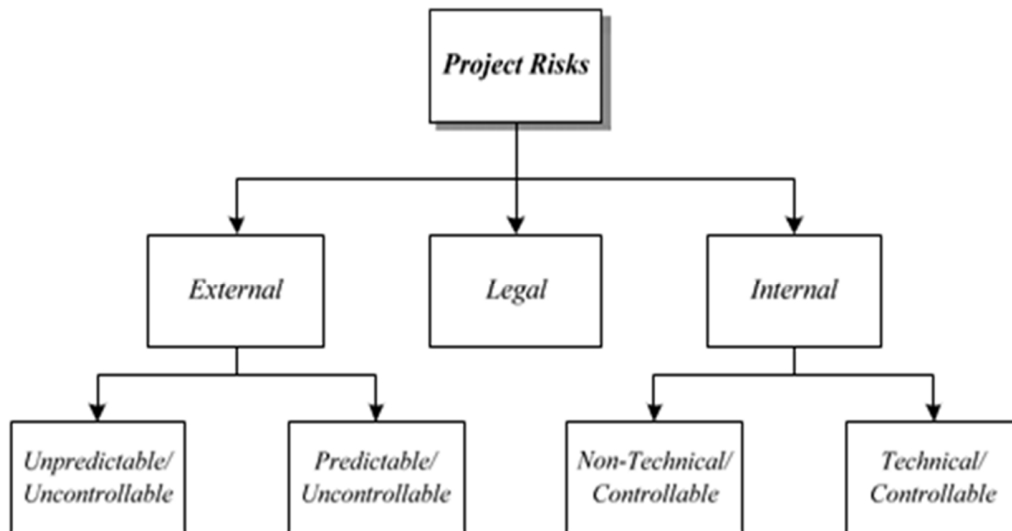 Project Risks
External
Legal
Internal
Unpredictable/
Uncontrollable
Predictable/
Uncontrollable
Non-Technical/
Controllable
Technical/
Controllable